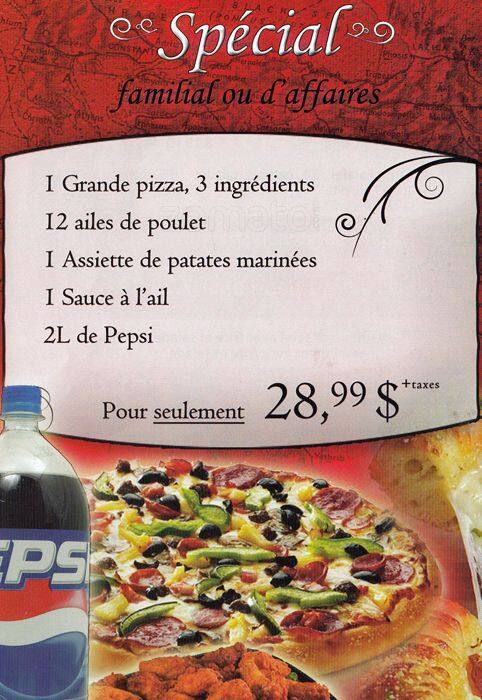 Spécial
familial ou d'affaires
1 Grande pizza, 3 ingrédients
12 ailes de poulet
1 Assiette de patates marinées
1 Sauce à l'ail
2L de Pepsi
Pour seulement 28,99 $ +taxes
EPS